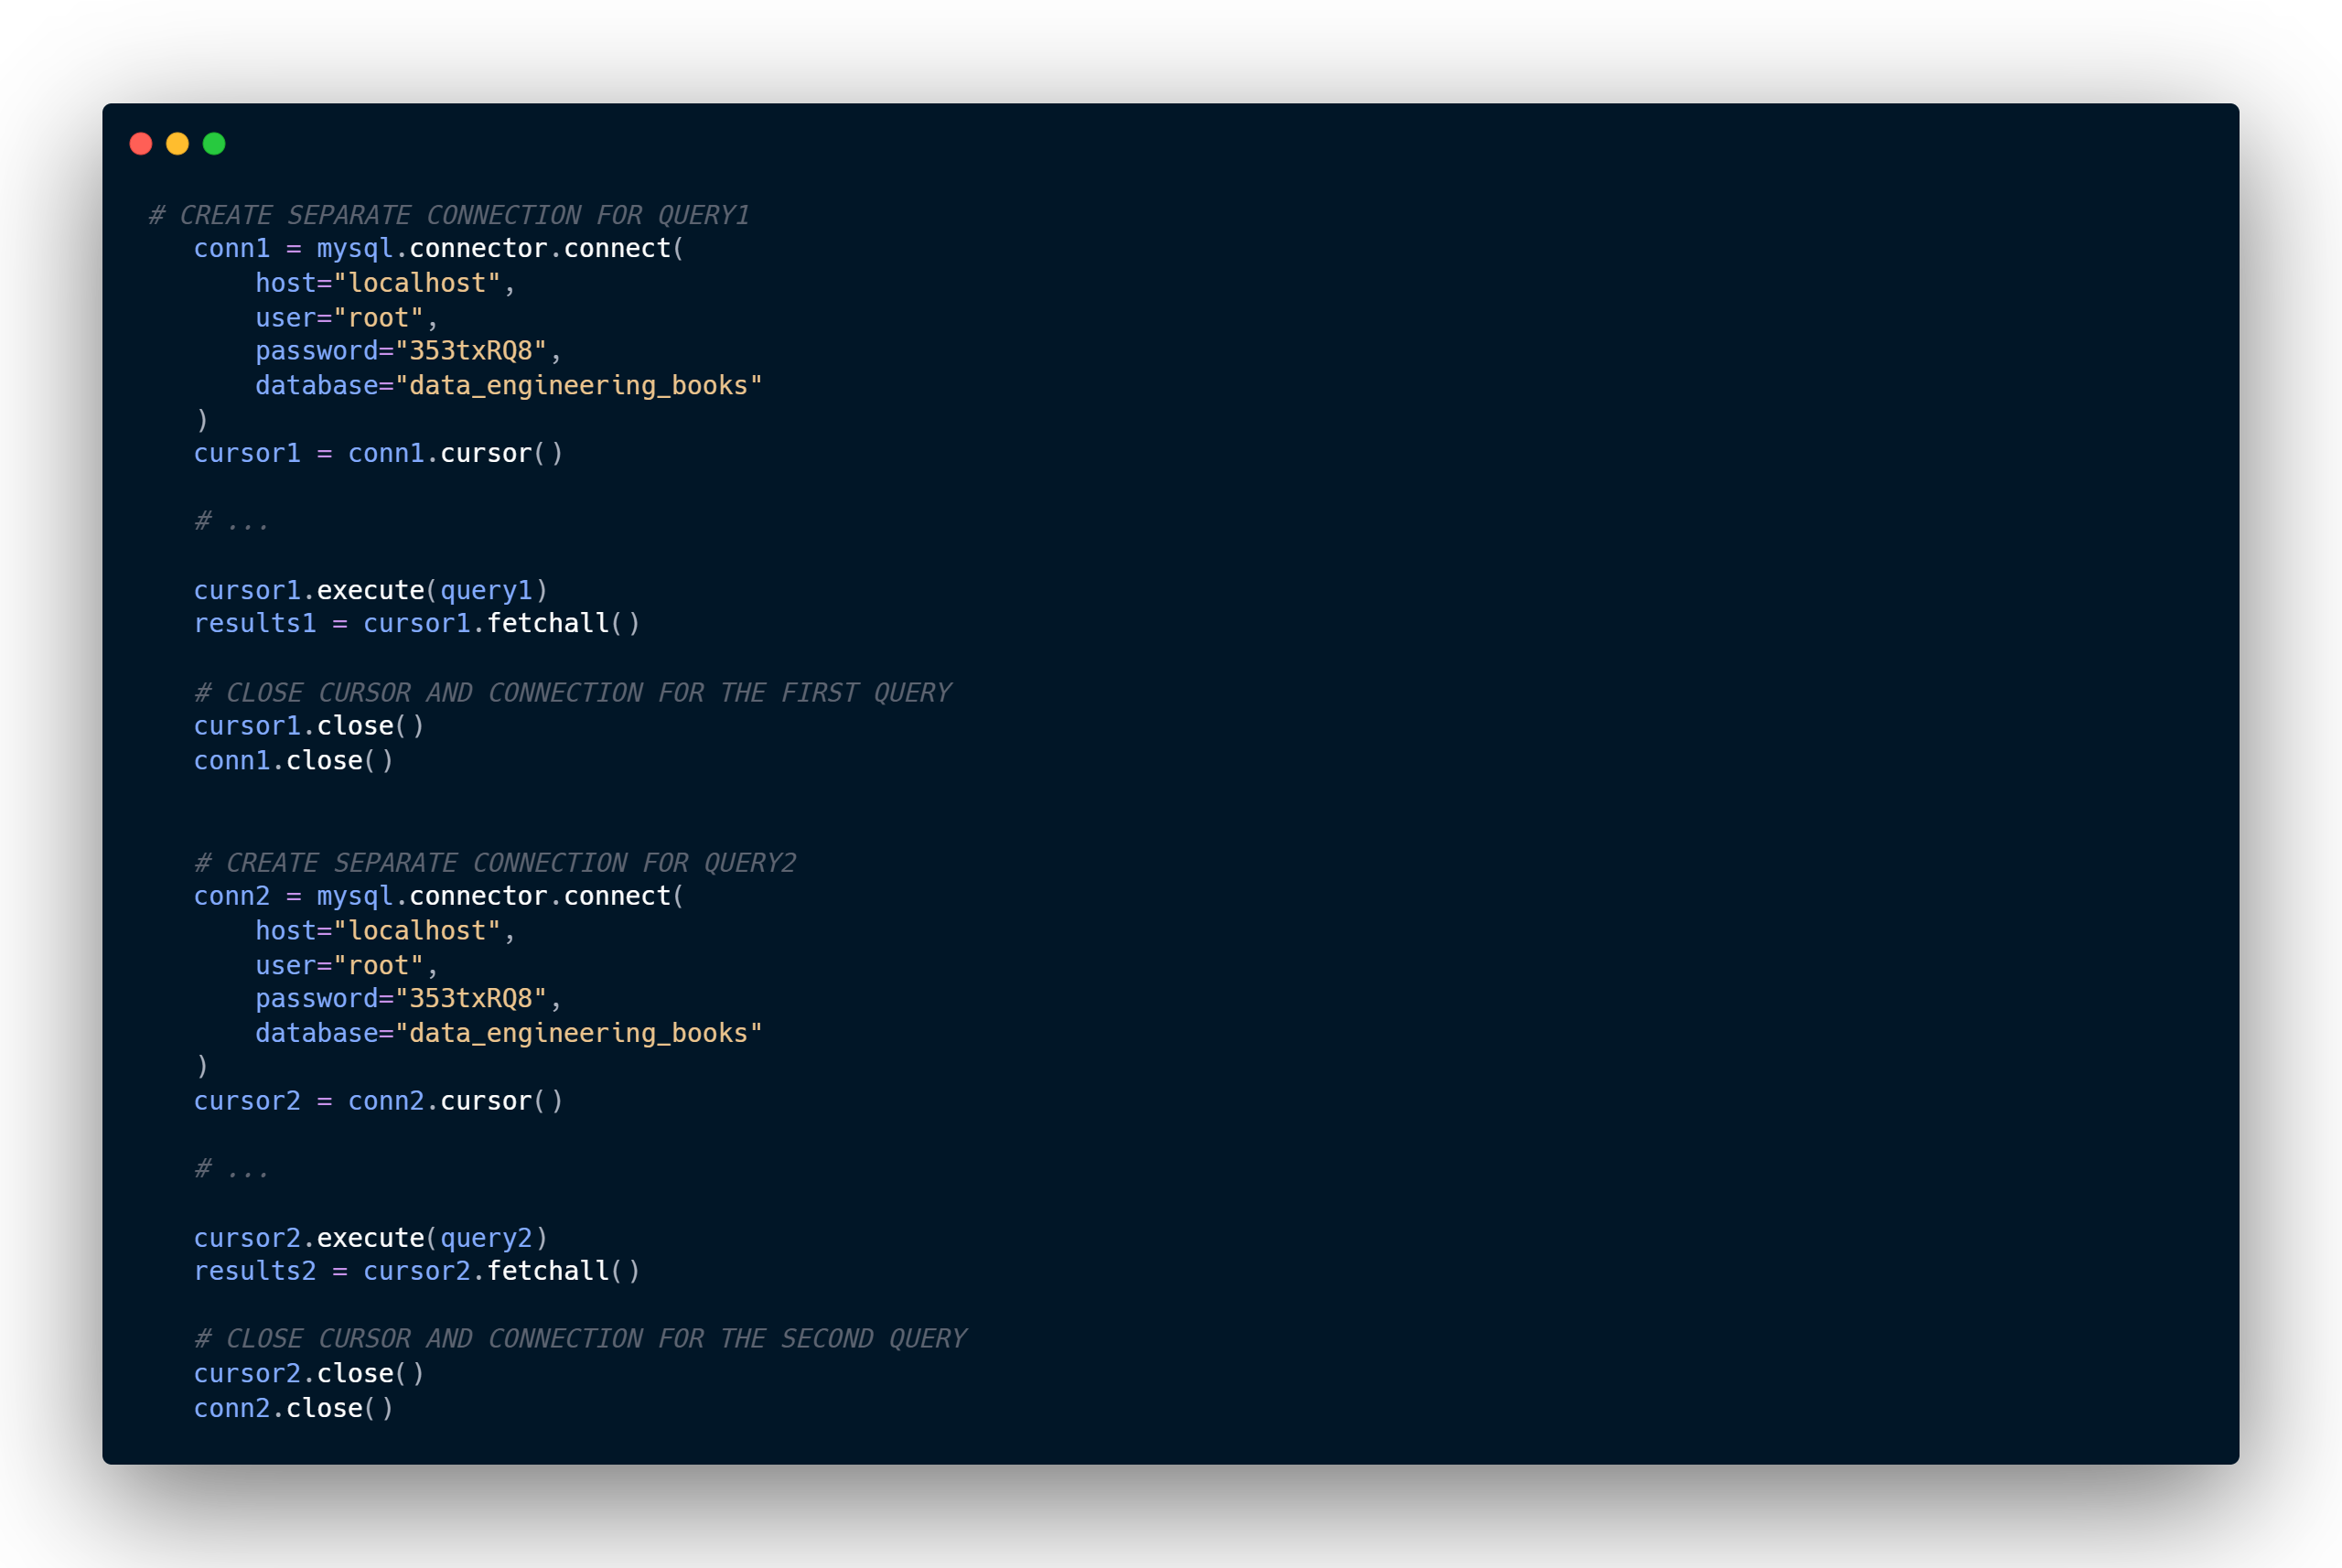 # CREATE SEPARATE CONNECTION FOR QUERY1
conn1 = mysql.connector.connect(
host="localhost",
user="root",
password="353txRQ8",
database="data_engineering_books"
)
cursor1 = conn1.cursor()
# ...
cursor1.execute(query1)
results1 = cursor1.fetchall()
# CLOSE CURSOR AND CONNECTION FOR THE FIRST QUERY
cursor1.close()
conn1.close()
# CREATE SEPARATE CONNECTION FOR QUERY2
conn2 = mysql.connector.connect(
host="localhost",
user="root",
password="353txRQ8",
database="data_engineering_books"
)
cursor2 = conn2.cursor()
# ...
cursor2.execute(query2)
results2 = cursor2.fetchall()
# CLOSE CURSOR AND CONNECTION FOR THE SECOND QUERY
cursor2.close()
conn2.close()